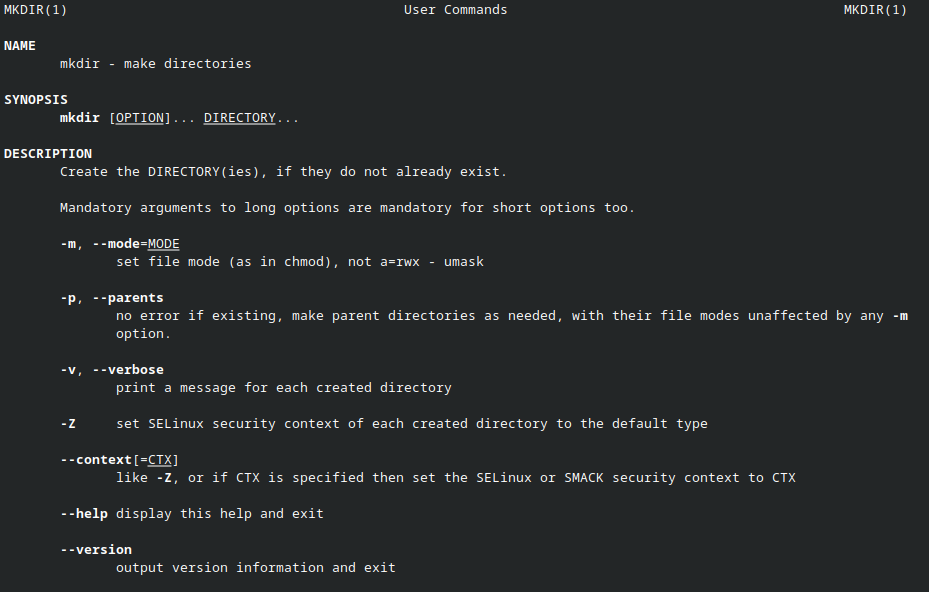 MKDIR(1) User Commands MKDIR(1)
NAME
mkdir - make directories
SYNOPSIS
mkdir [OPTION]... DIRECTORY...
DESCRIPTION
Create the DIRECTORY(ies), if they do not already exist.
Mandatory arguments to long options are mandatory for short options too.
-m, --mode=MODE
set file mode (as in chmod), not a=rwx - umask
-p, --parents
no error if existing, make parent directories as needed, with their file modes unaffected by any -m
option.
-v, --verbose
print a message for each created directory
-Z set SELinux security context of each created directory to the default type
--context[=CTX]
like -Z, or if CTX is specified then set the SELinux or SMACK security context to CTX
--help display this help and exit
--version
output version information and exit